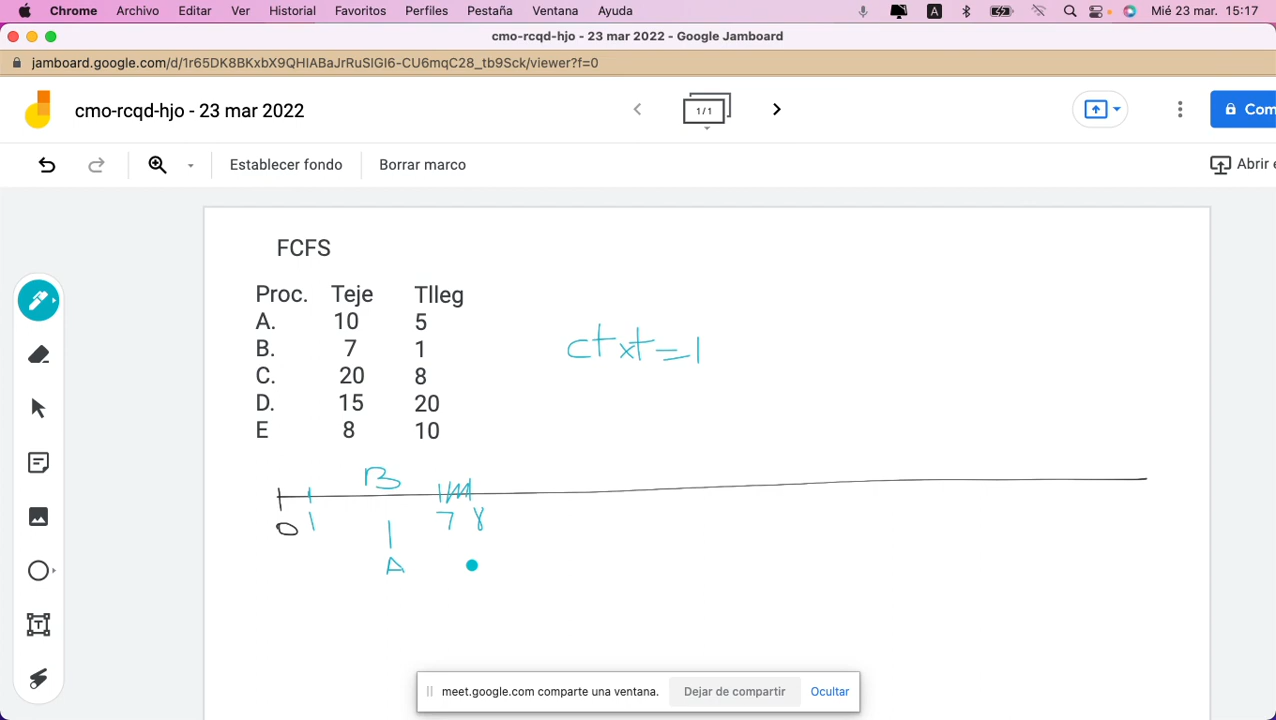 Chrome Archivo Editar Ver Historial Favoritos Perfiles Pestaña Ventana Ayuda A Mié 23 mar. 15:17
cmo-rcqd-hjo - 23 mar 2022 - Google Jamboard
jamboard.google.com/d/1r65DK8BKxbX9QHIABaJrRuSlGI6-CU6mqC28_tb9Sck/viewer?f=0
cmo-rcqd-hjo - 23 mar 2022 1/1 Com
Establecer fondo Borrar marco Abrir e
FCFS
Proc. Teje Tlleg
A. 10 5
B. 7 1
C. 20 8
D. 15 20
E 8 10
ctxt=1
B
0 1 7 8
A
meet.google.com comparte una ventana. Dejar de compartir Ocultar